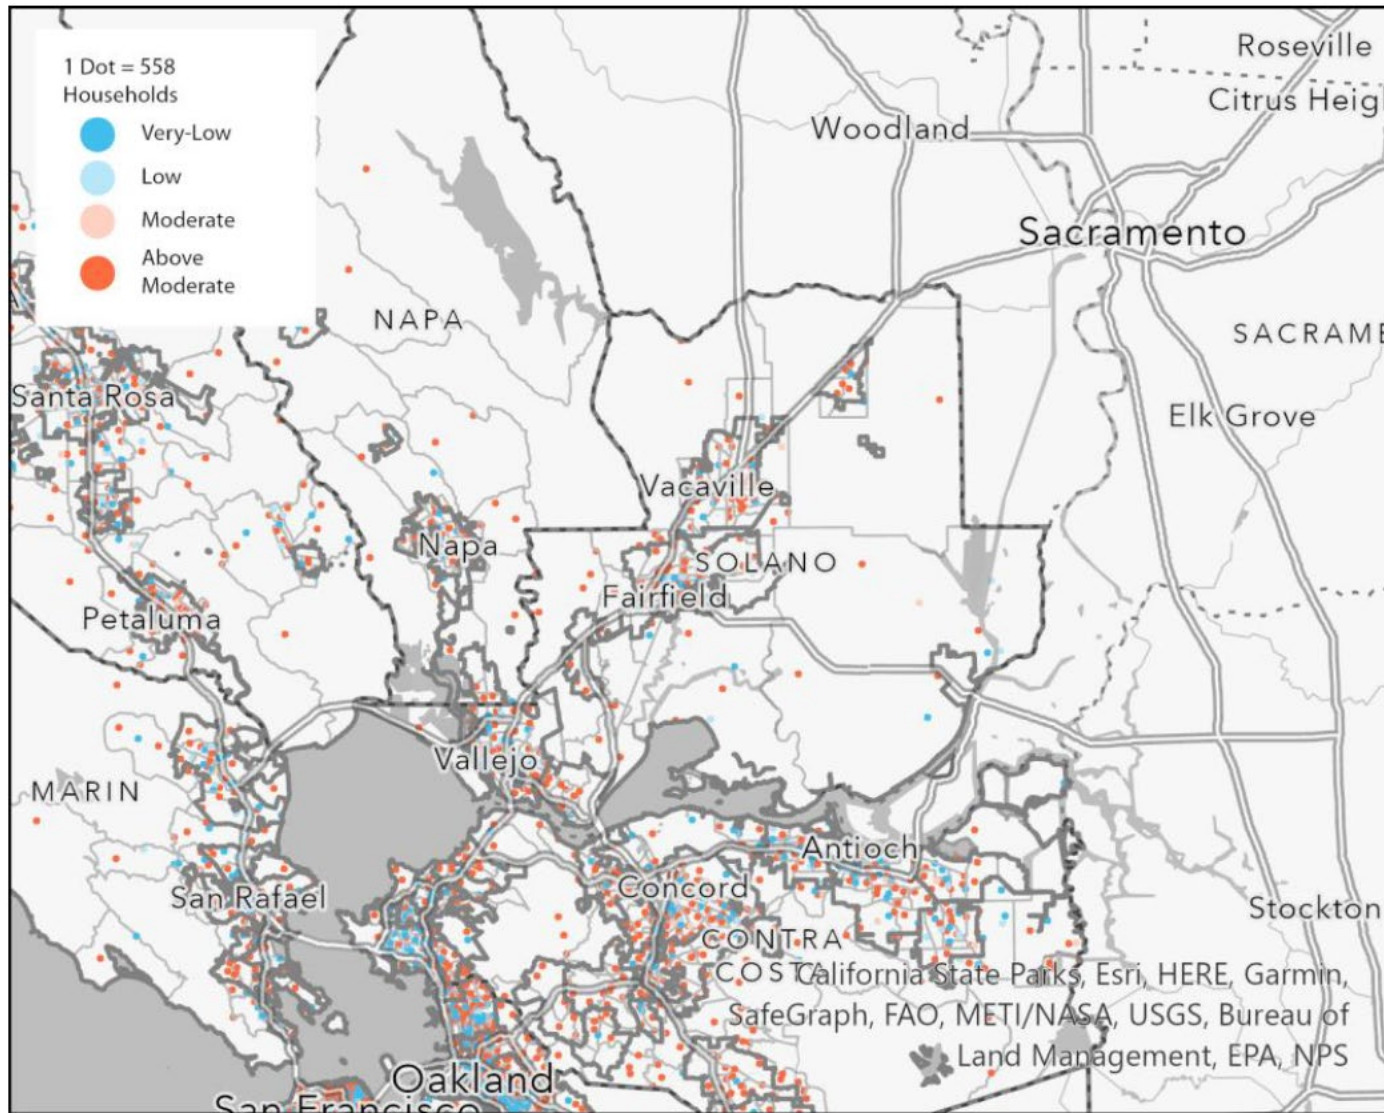 1 Dot = 558
Households
Very-Low
Low
Moderate
Above
Moderate
Roseville
Citrus Heig
Woodland
Sacramento
NAPA
SACRAME
Santa Rosa
Elk Grove
Vacaville
Napa
SOLANO
Fairfield
Petaluma
Vallejo
MARIN
Antioch
Concord
San Rafael
Stockton
CONTRA
COSTA
California State Parks, Esri, HERE, Garmin,
SafeGraph, FAO, METI/NASA, USGS, Bureau of
Land Management, EPA, NPS
Oakland
San Francisco